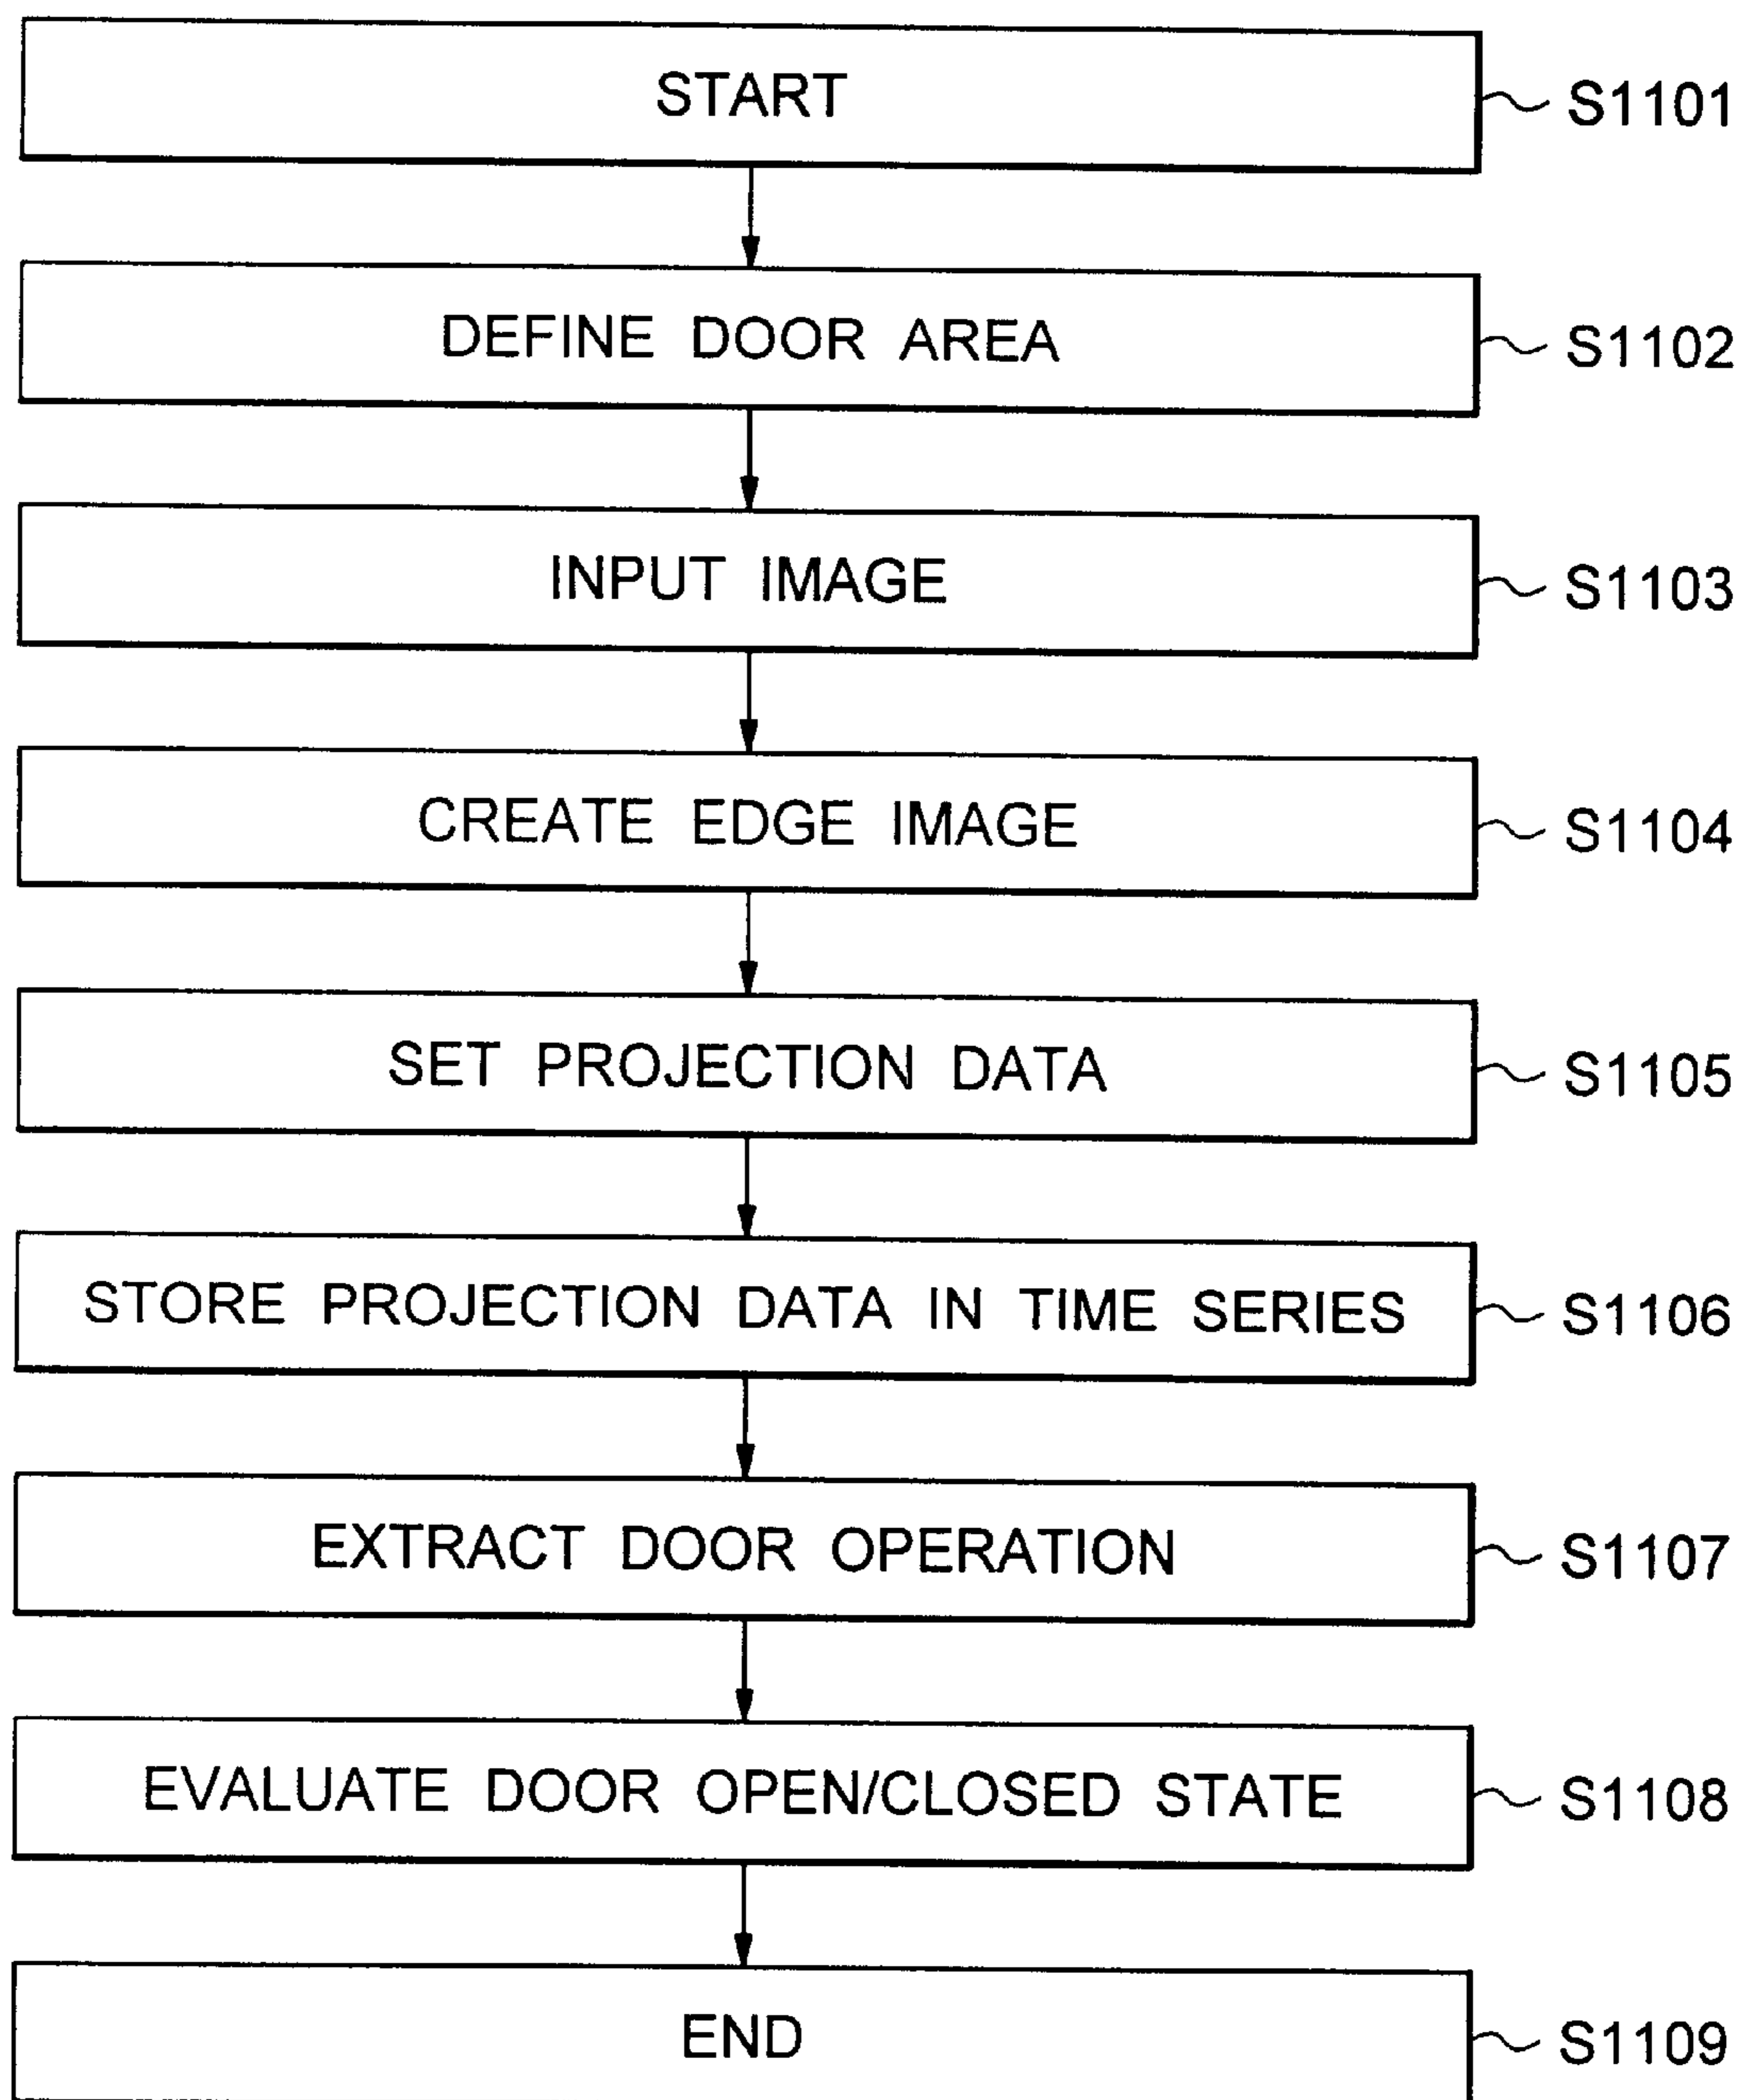 START S1101
DEFINE DOOR AREA S1102
INPUT IMAGE S1103
CREATE EDGE IMAGE S1104
SET PROJECTION DATA S1105
STORE PROJECTION DATA IN TIME SERIES S1106
EXTRACT DOOR OPERATION S1107
EVALUATE DOOR OPEN/CLOSED STATE S1108
END S1109